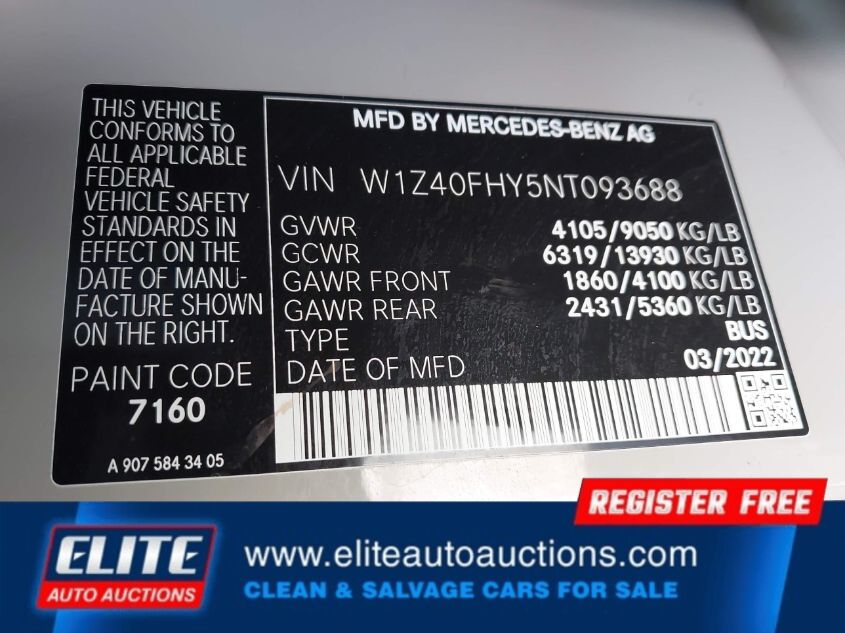 THIS VEHICLE
CONFORMS TO
ALL APPLICABLE
FEDERAL
VEHICLE SAFETY
STANDARDS IN
EFFECT ON THE
DATE OF MANU-
FACTURE SHOWN
ON THE RIGHT.
PAINT CODE
7160
A 907 584 34 05
MFD BY MERCEDES-BENZ AG
VIN W1Z40FHY5NT093688
GVWR 4105/9050 KG/LB
GCWR 6319/13930 KG/LB
GAWR FRONT 1860/4100 KG/LB
GAWR REAR 2431/5360 KG/LB
TYPE BUS
DATE OF MFD 03/2022
REGISTER FREE
ELITE
AUTO AUCTIONS
www.eliteautoauctions.com
CLEAN & SALVAGE CARS FOR SALE